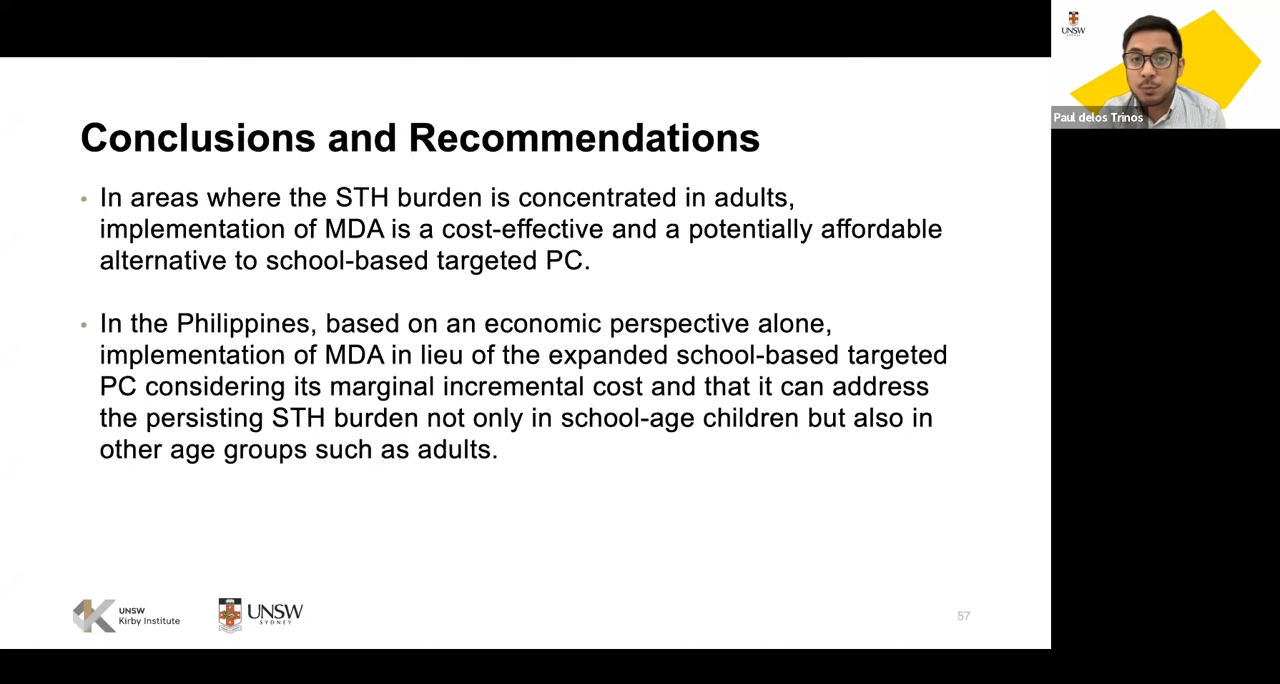 Conclusions and Recommendations
• In areas where the STH burden is concentrated in adults,
implementation of MDA is a cost-effective and a potentially affordable
alternative to school-based targeted PC.
• In the Philippines, based on an economic perspective alone,
implementation of MDA in lieu of the expanded school-based targeted
PC considering its marginal incremental cost and that it can address
the persisting STH burden not only in school-age children but also in
other age groups such as adults.
UNSW
Kirby Institute
UNSW
SYDNEY
57
UNSW
SYDNEY
Paul delos Trinos